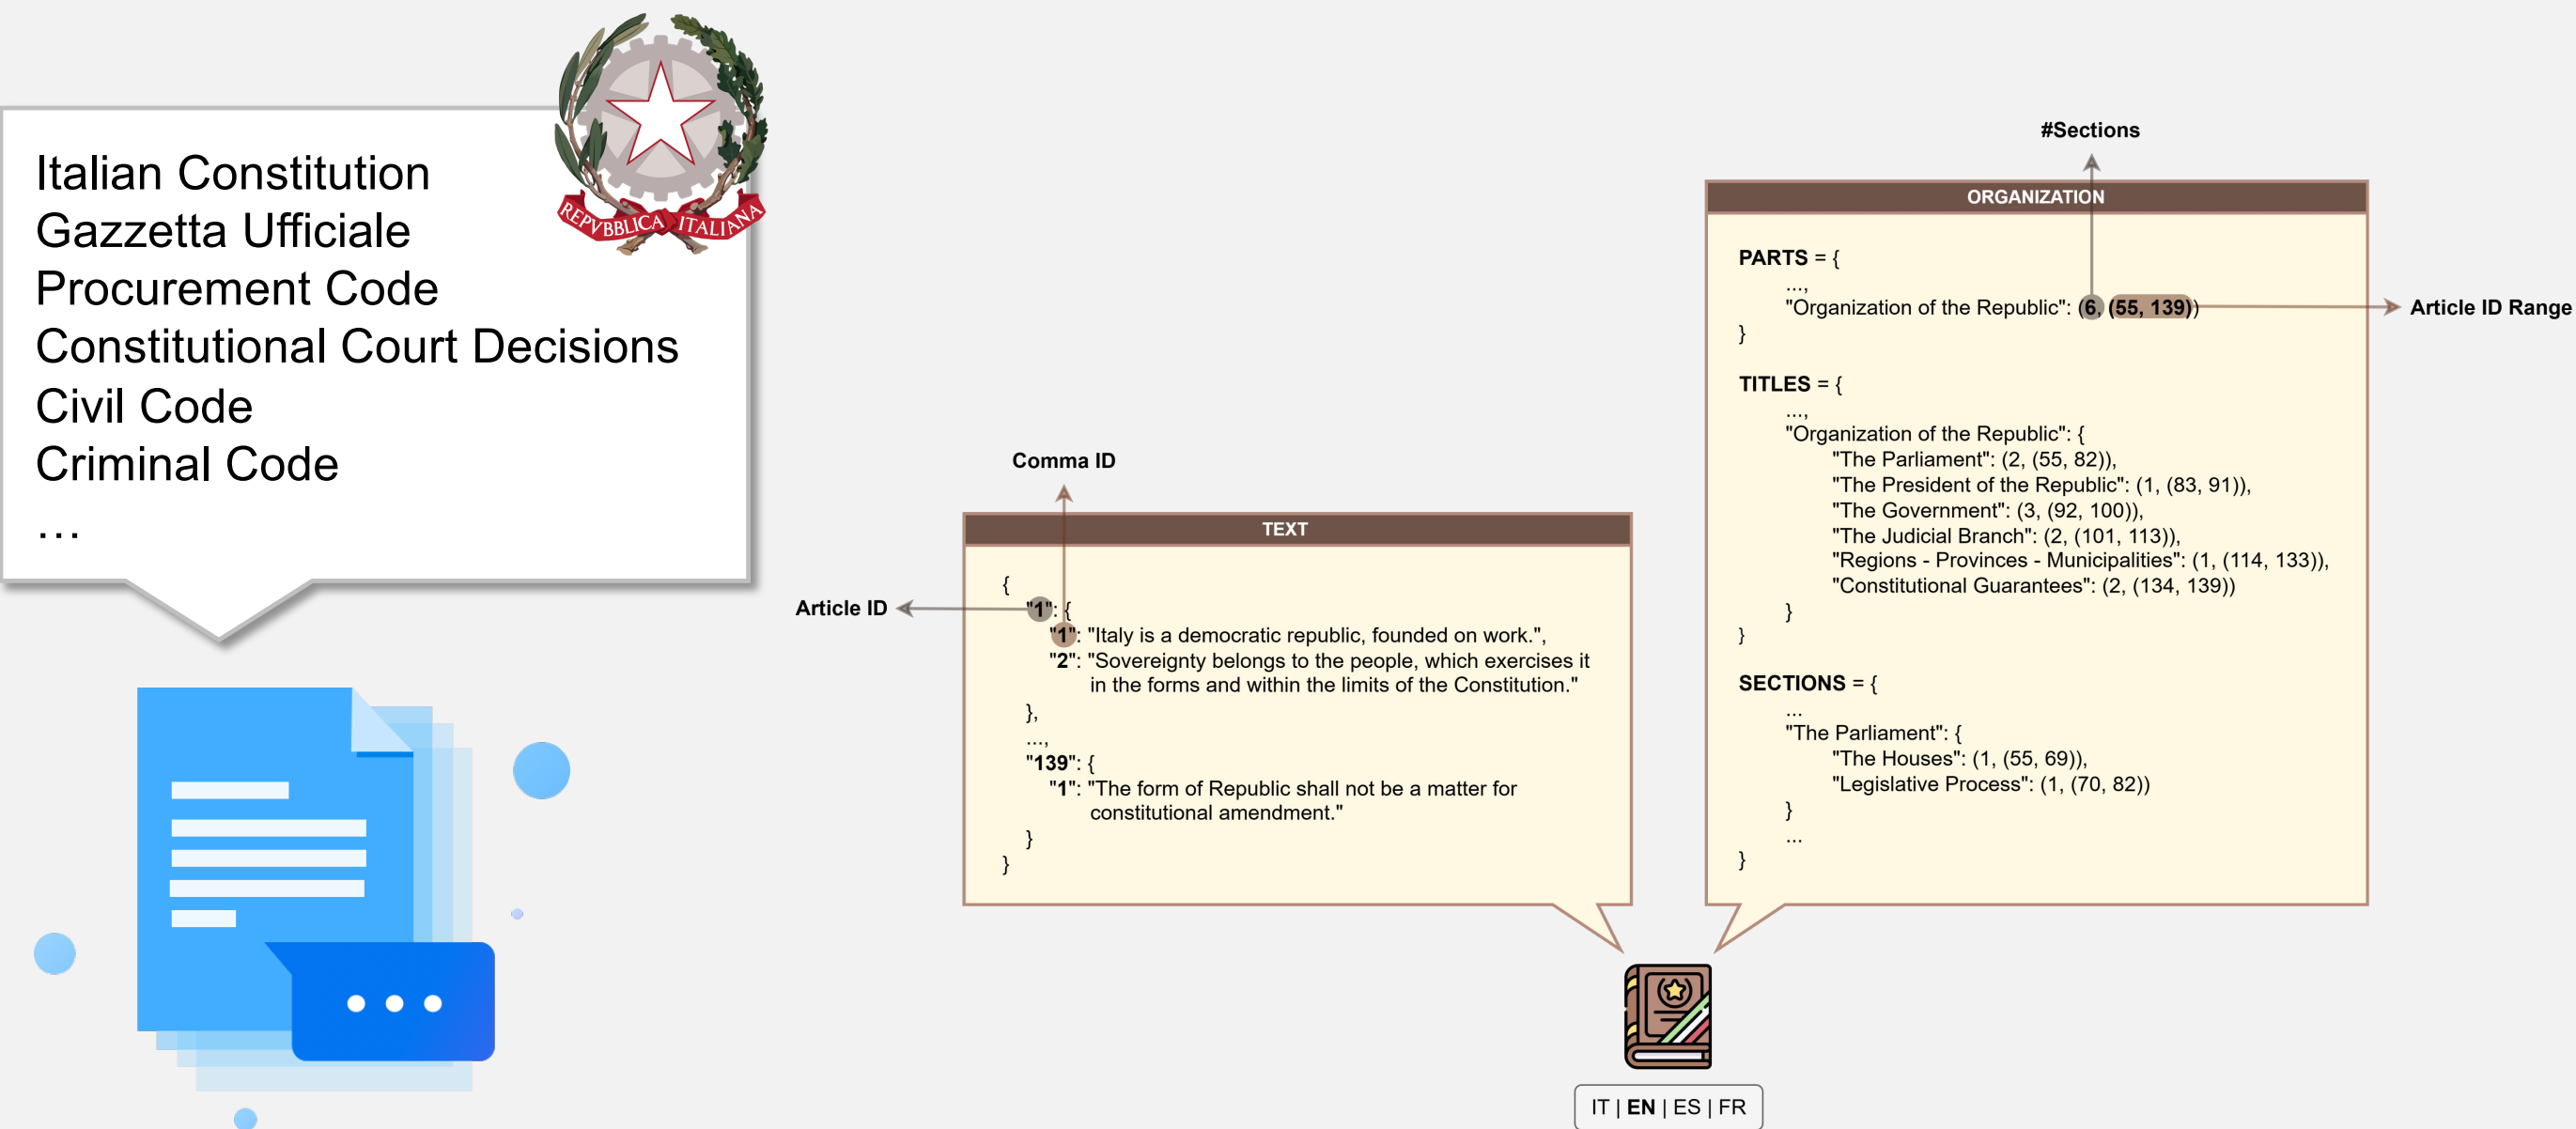 REPVBBLICA ITALIANA
Italian Constitution
Gazzetta Ufficiale
Procurement Code
Constitutional Court Decisions
Civil Code
Criminal Code
…
Comma ID
Article ID
TEXT
{
"1": {
"1": "Italy is a democratic republic, founded on work.",
"2": "Sovereignty belongs to the people, which exercises it
in the forms and within the limits of the Constitution."
},
...,
"139": {
"1": "The form of Republic shall not be a matter for
constitutional amendment."
}
}
#Sections
ORGANIZATION
PARTS = {
...,
"Organization of the Republic": (6, (55, 139))
}
Article ID Range
TITLES = {
...,
"Organization of the Republic": {
"The Parliament": (2, (55, 82)),
"The President of the Republic": (1, (83, 91)),
"The Government": (3, (92, 100)),
"The Judicial Branch": (2, (101, 113)),
"Regions - Provinces - Municipalities": (1, (114, 133)),
"Constitutional Guarantees": (2, (134, 139))
}
}
SECTIONS = {
...
"The Parliament": {
"The Houses": (1, (55, 69)),
"Legislative Process": (1, (70, 82))
}
...
}
IT | EN | ES | FR